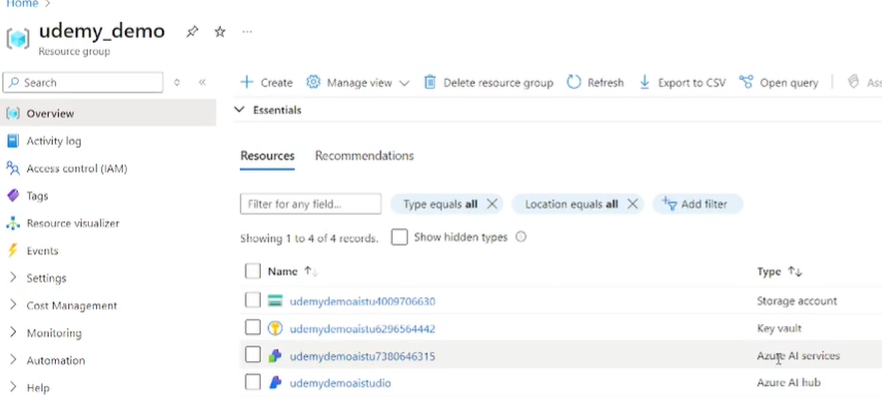 Home >
udemy_demo
Resource group
Search
Create Manage view Delete resource group Refresh Export to CSV Open query
Overview
Essentials
Activity log
Access control (IAM)
Resources Recommendations
Tags
Filter for any field... Type equals all Location equals all Add filter
Resource visualizer
Showing 1 to 4 of 4 records. Show hidden types
Events
Settings
Name Type
Cost Management
udemydemoaistu4009706630 Storage account
Monitoring
udemydemoaistu6296564442 Key vault
Automation
udemydemoaistu7380646315 Azure AI services
Help
udemydemoaistudio Azure AI hub